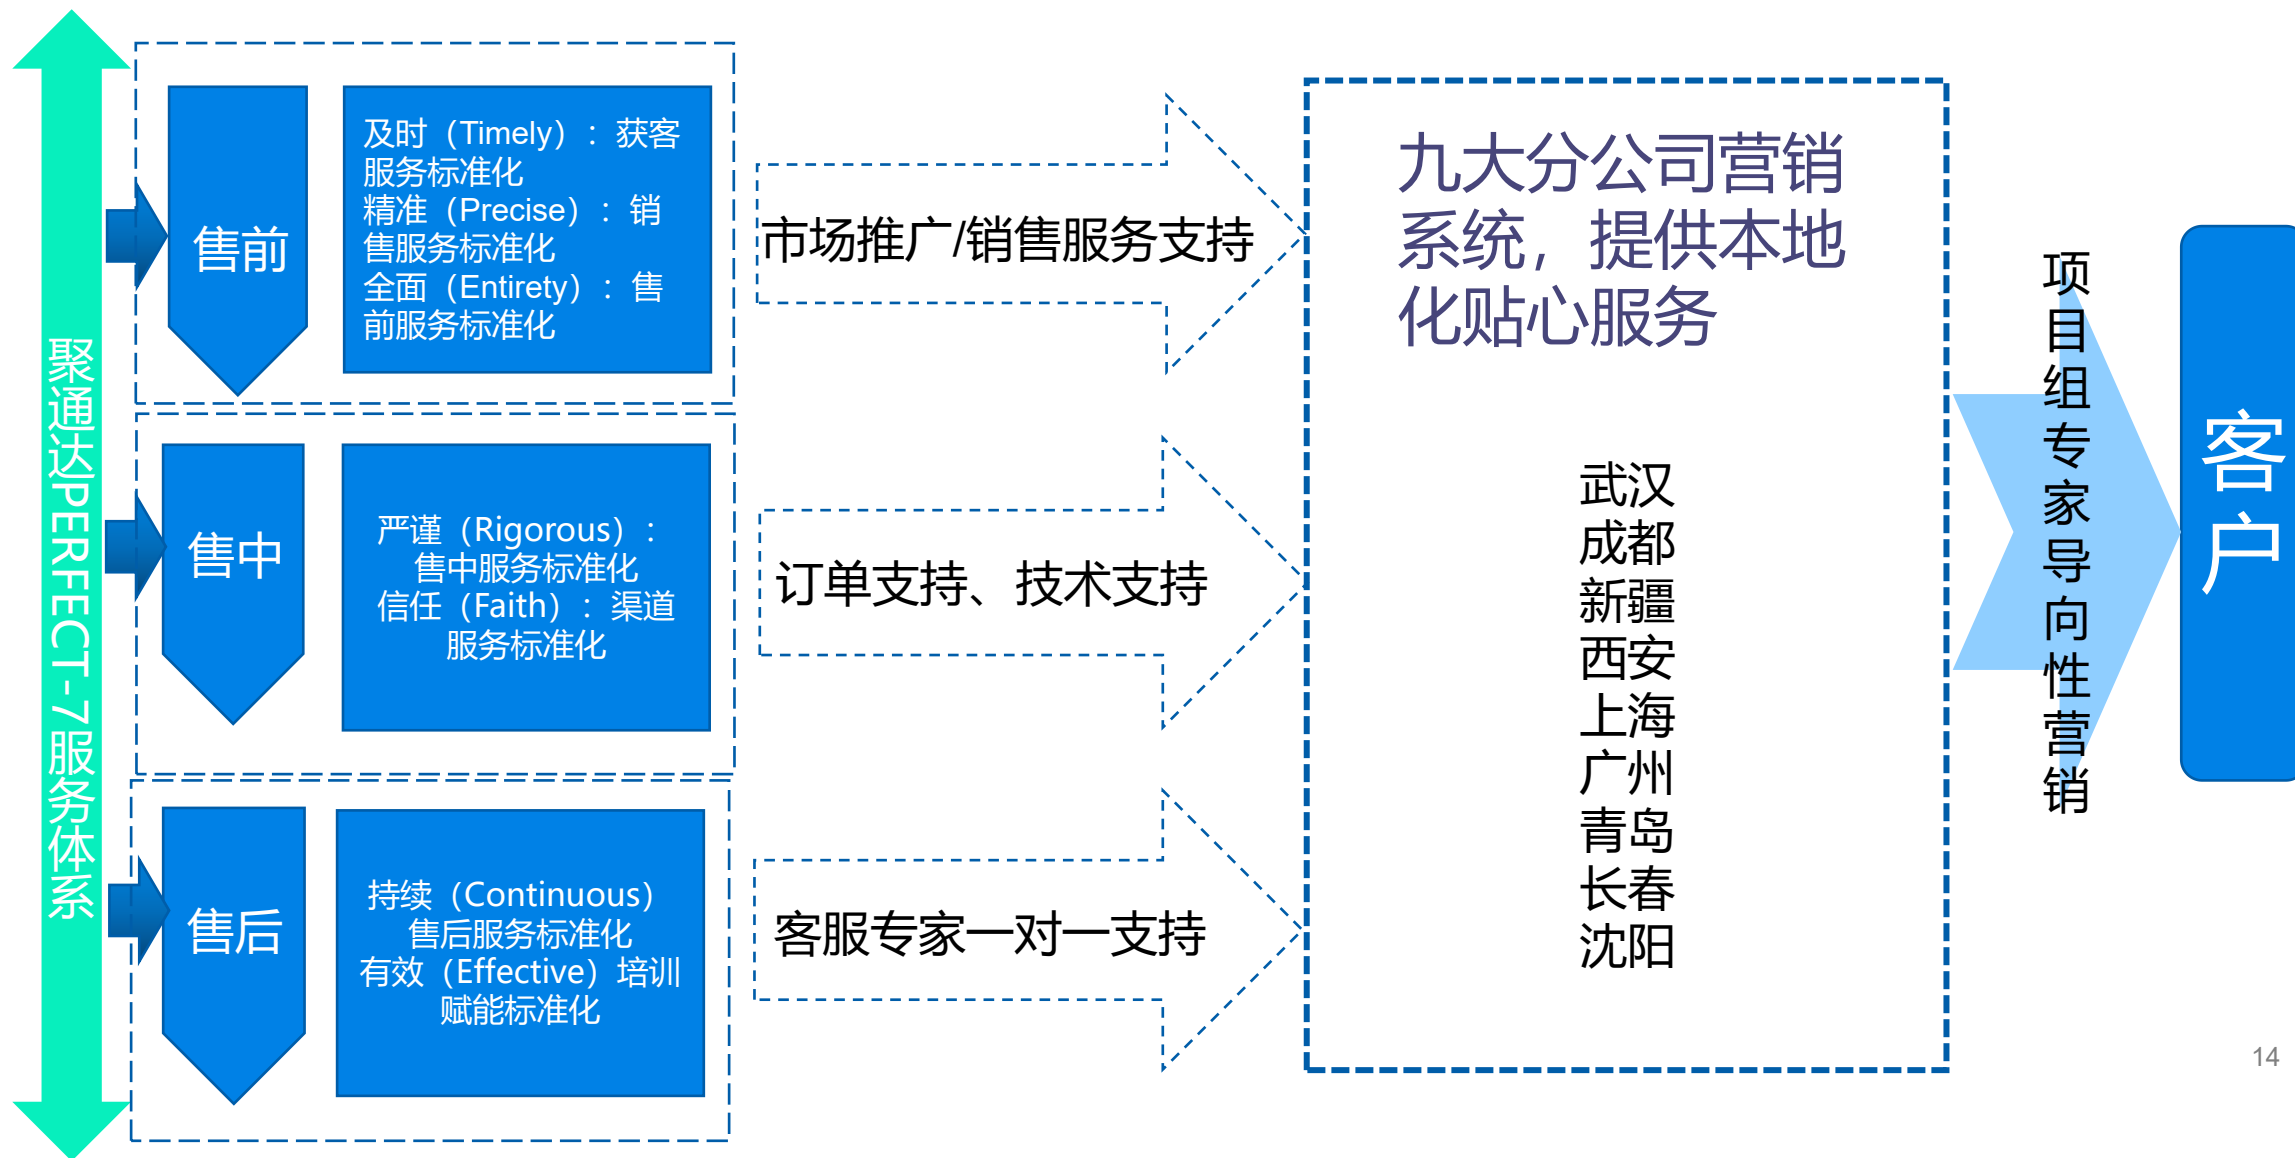 聚通达PERFECT-7服务体系
售前
及时（Timely）：获客
服务标准化
精准（Precise）：销
售服务标准化
全面（Entirety）：售
前服务标准化
市场推广/销售服务支持
售中
严谨（Rigorous）：
售中服务标准化
信任（Faith）：渠道
服务标准化
订单支持、技术支持
售后
持续（Continuous）
售后服务标准化
有效（Effective）培训
赋能标准化
客服专家一对一支持
九大分公司营销
系统，提供本地
化贴心服务
武汉
成都
新疆
西安
上海
广州
青岛
长春
沈阳
项目组专家导向性营销
客户
14